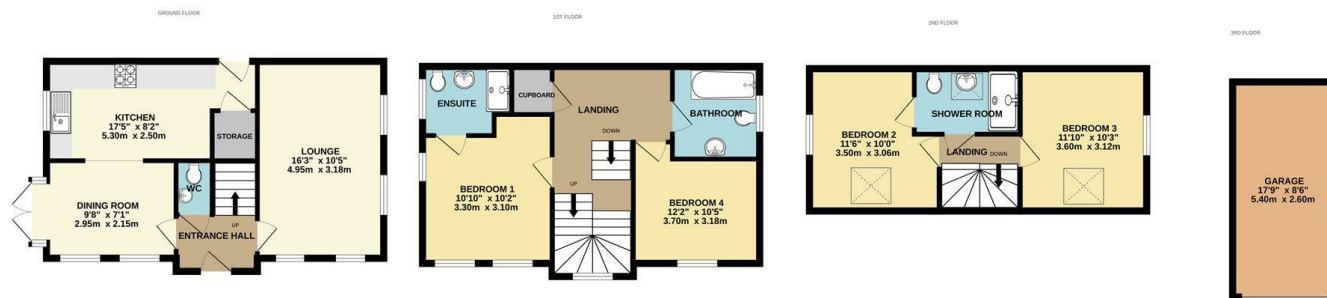 GROUND FLOOR
KITCHEN
17'5" x 8'2"
5.30m x 2.50m
STORAGE
LOUNGE
16'3" x 10'5"
4.95m x 3.18m
WC
DINING ROOM
9'8" x 7'1"
2.95m x 2.15m
UP
ENTRANCE HALL
1ST FLOOR
ENSUITE
CUPBOARD
LANDING
BATHROOM
DOWN
BEDROOM 1
10'10" x 10'2"
3.30m x 3.10m
UP
BEDROOM 4
12'2" x 10'5"
3.70m x 3.18m
2ND FLOOR
SHOWER ROOM
BEDROOM 2
11'6" x 10'0"
3.50m x 3.06m
BEDROOM 3
11'10" x 10'3"
3.60m x 3.12m
LANDING
DOWN
3RD FLOOR
GARAGE
17'9" x 8'6"
5.40m x 2.60m